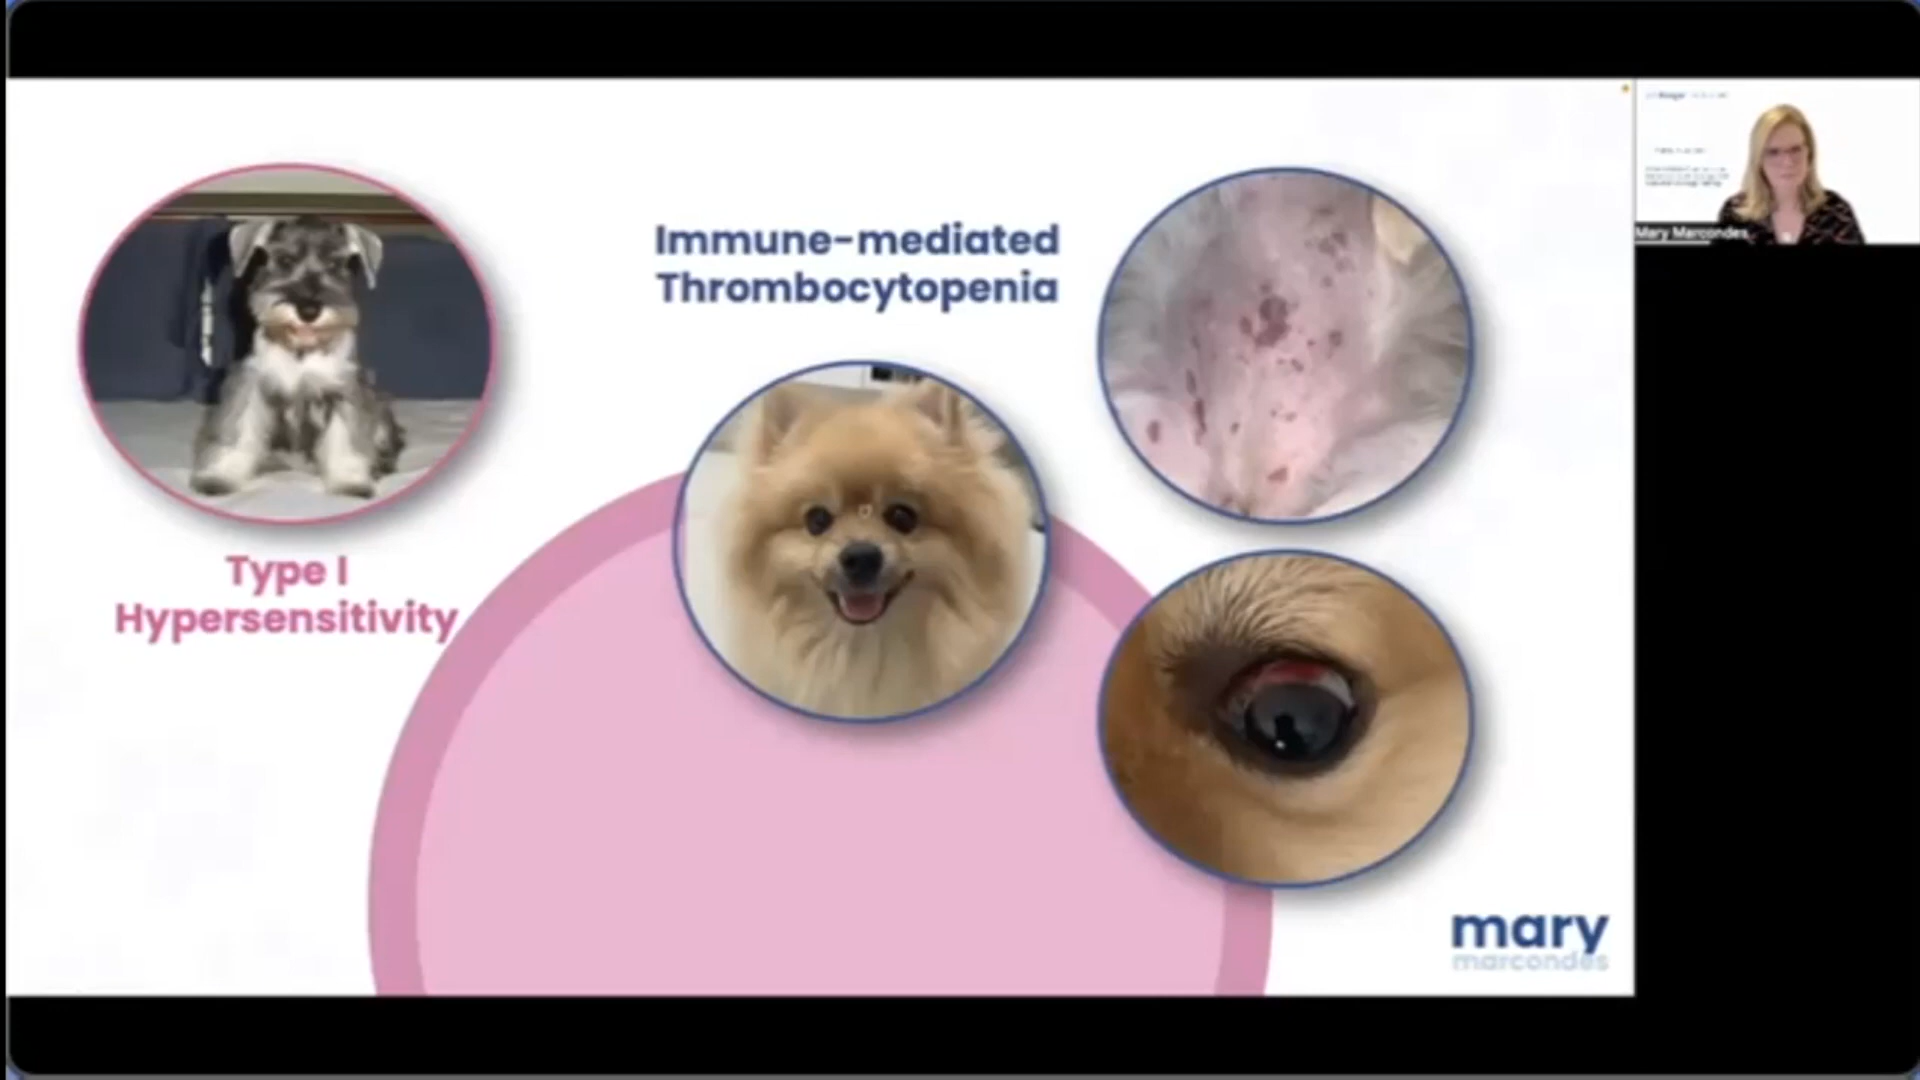 Immune-mediated
Thrombocytopenia
Type I
Hypersensitivity
mary
marcondes
Mary Marcondes